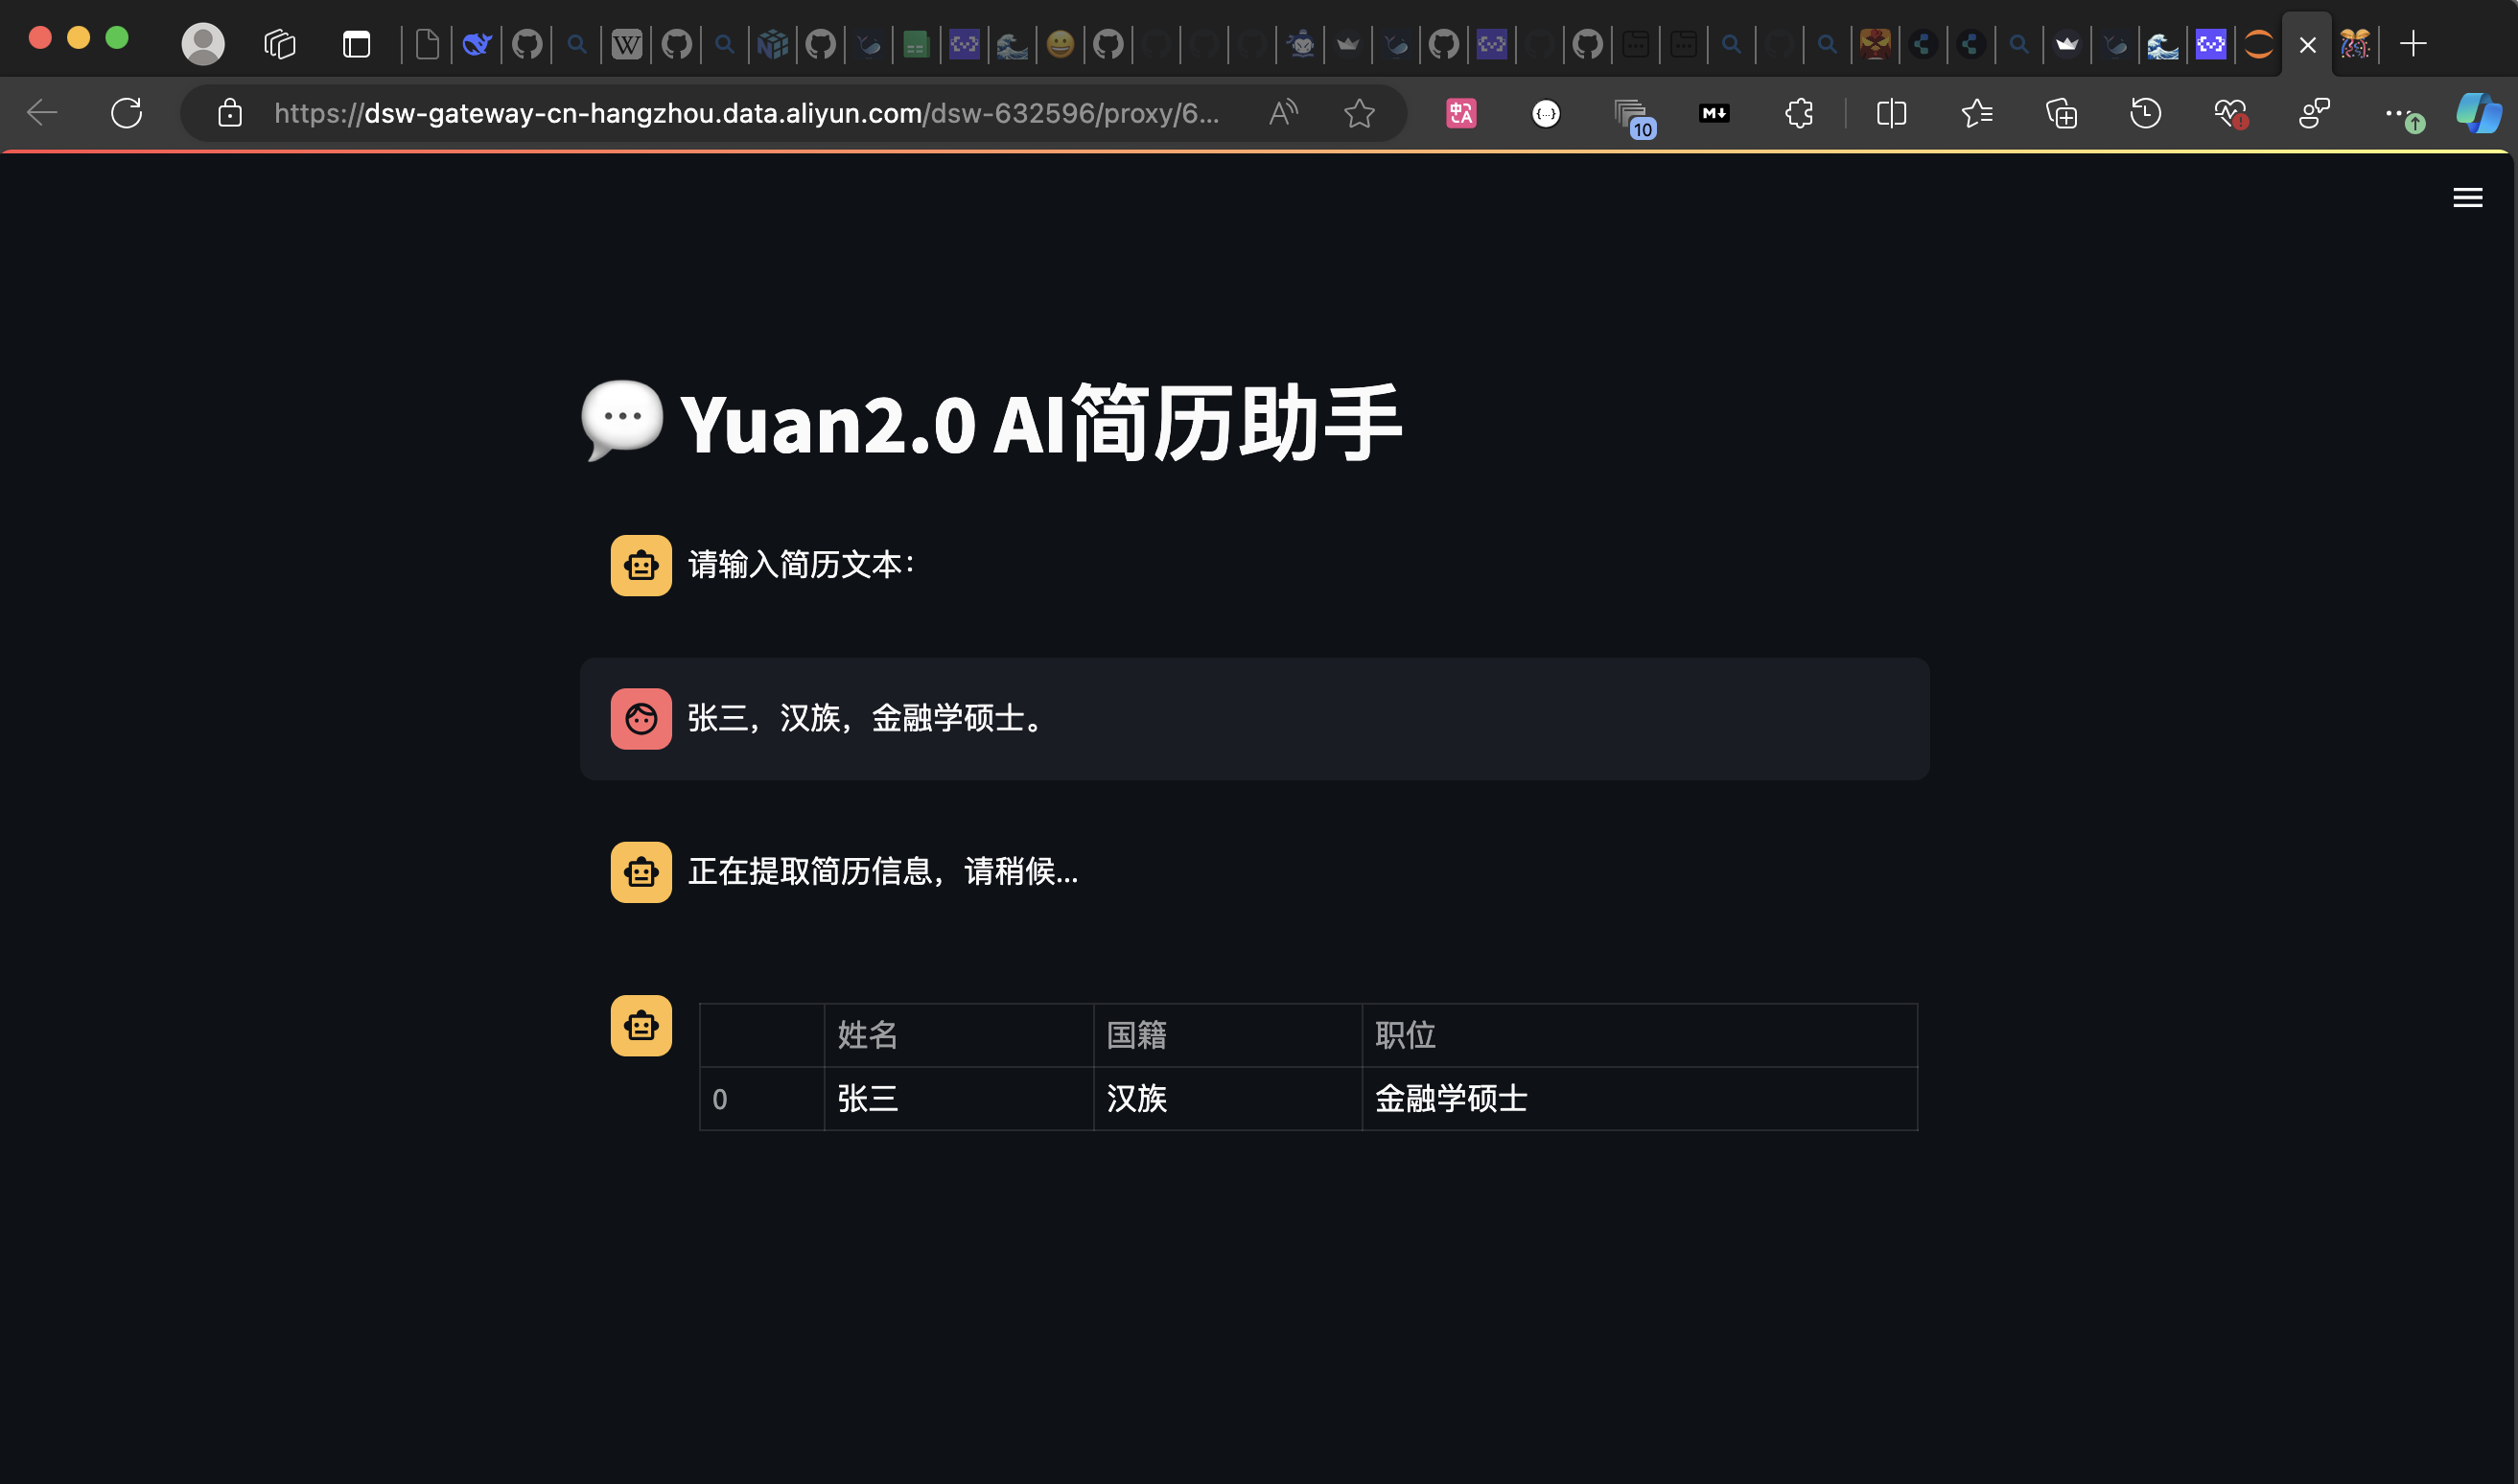 https://dsw-gateway-cn-hangzhou.data.aliyun.com/dsw-632596/proxy/6...
10
Yuan2.0 AI简历助手
请输入简历文本：
张三，汉族，金融学硕士。
正在提取简历信息，请稍候...
姓名 国籍 职位
0 张三 汉族 金融学硕士